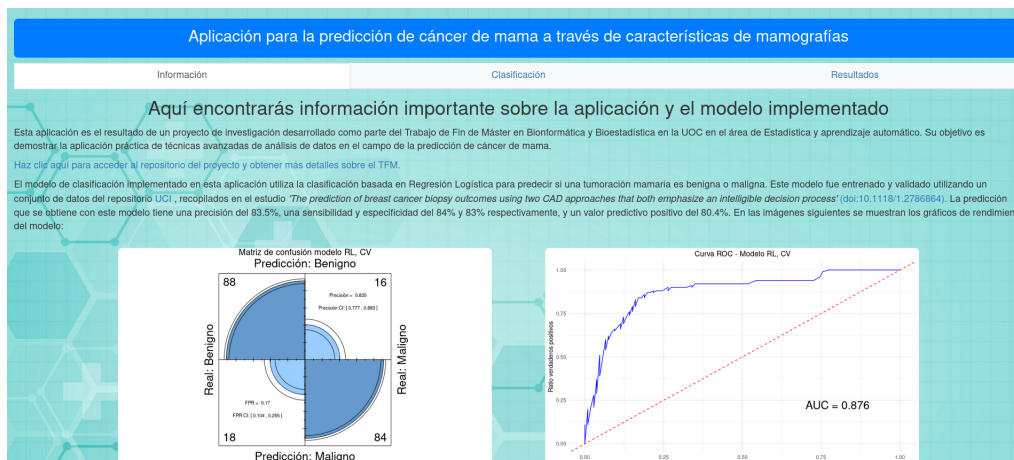 Aplicación para la predicción de cáncer de mama a través de características de mamografías
Información
Clasificación
Resultados
Aquí encontrarás información importante sobre la aplicación y el modelo implementado
Esta aplicación es el resultado de un proyecto de investigación desarrollado como parte del Trabajo de Fin de Máster en Bionformática y Bioestadística en la UOC en el área de Estadística y aprendizaje automático. Su objetivo es
demostrar la aplicación práctica de técnicas avanzadas de análisis de datos en el campo de la predicción de cáncer de mama.
Haz clic aquí para acceder al repositorio del proyecto y obtener más detalles sobre el TFM.
El modelo de clasificación implementado en esta aplicación utiliza la clasificación basada en Regresión Logística para predecir si una tumoración mamaria es benigna o maligna. Este modelo fue entrenado y validado utilizando un
conjunto de datos del repositorio UCI , recopilados en el estudio 'The prediction of breast cancer biopsy outcomes using two CAD approaches that both emphasize an intelligible decision process' (doi:10.1118/1.2786864). La predicción
que se obtiene con este modelo tiene una precisión del 83.5%, una sensibilidad y especificidad del 84% y 83% respectivamente, y un valor predictivo positivo del 80.4%. En las imágenes siguientes se muestran los gráficos de rendimien
del modelo:
Matriz de confusión modelo RL, CV
Predicción: Benigno
88
16
Precisión = 0.835
Precisión CI: [ 0.777 , 0.883 ]
Real: Benigno
Real: Maligno
FPR = 0.17
FPR CI: [ 0.104 , 0.255 ]
18
84
Predicción: Maligno
Curva ROC - Modelo RL, CV
Ratio verdaderos positivos
1.00
0.75
0.50
0.25
0.00
AUC = 0.876
0.00
0.25
0.50
0.75
1.00